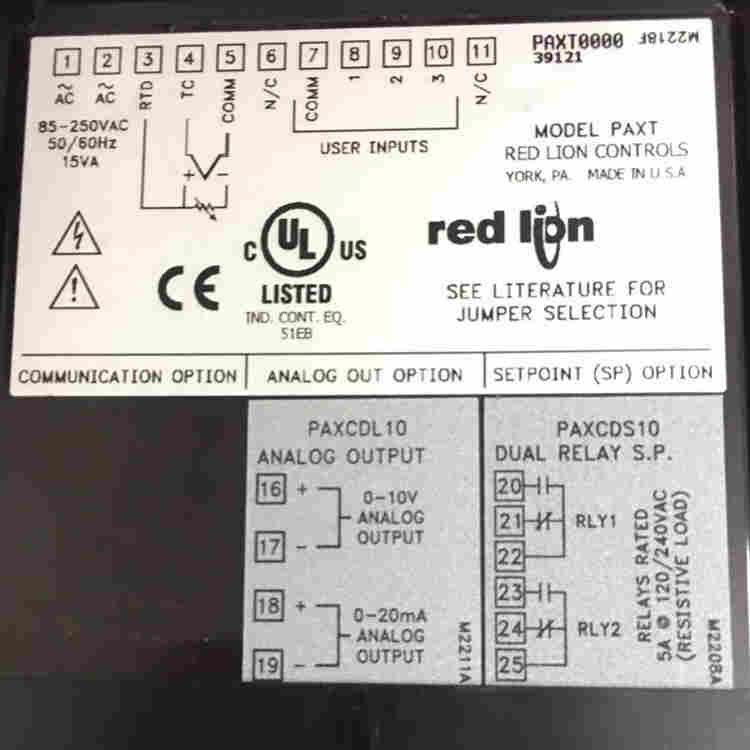 1 2 3 4 5 6 7 8 9 10 11
AC AC RTD TC COMM N/C COMM 1 2 3 N/C
PAXT0000 M2218F
39121
85-250VAC
50/60Hz
15VA
USER INPUTS
MODEL PAXT
RED LION CONTROLS
YORK, PA. MADE IN U.S.A
+ -
C UL US
LISTED
IND. CONT. EQ.
51EB
CE
red lion
SEE LITERATURE FOR
JUMPER SELECTION
COMMUNICATION OPTION
ANALOG OUT OPTION
SETPOINT (SP) OPTION
PAXCDL10
ANALOG OUTPUT
16 +
17 -
0-10V
ANALOG
OUTPUT
18 +
19 -
0-20mA
ANALOG
OUTPUT
M2211A
PAXCDS10
DUAL RELAY S.P.
20
21 RLY1
22
23
24 RLY2
25
RELAYS RATED
5A @ 120/240VAC
(RESISTIVE LOAD)
M2208A